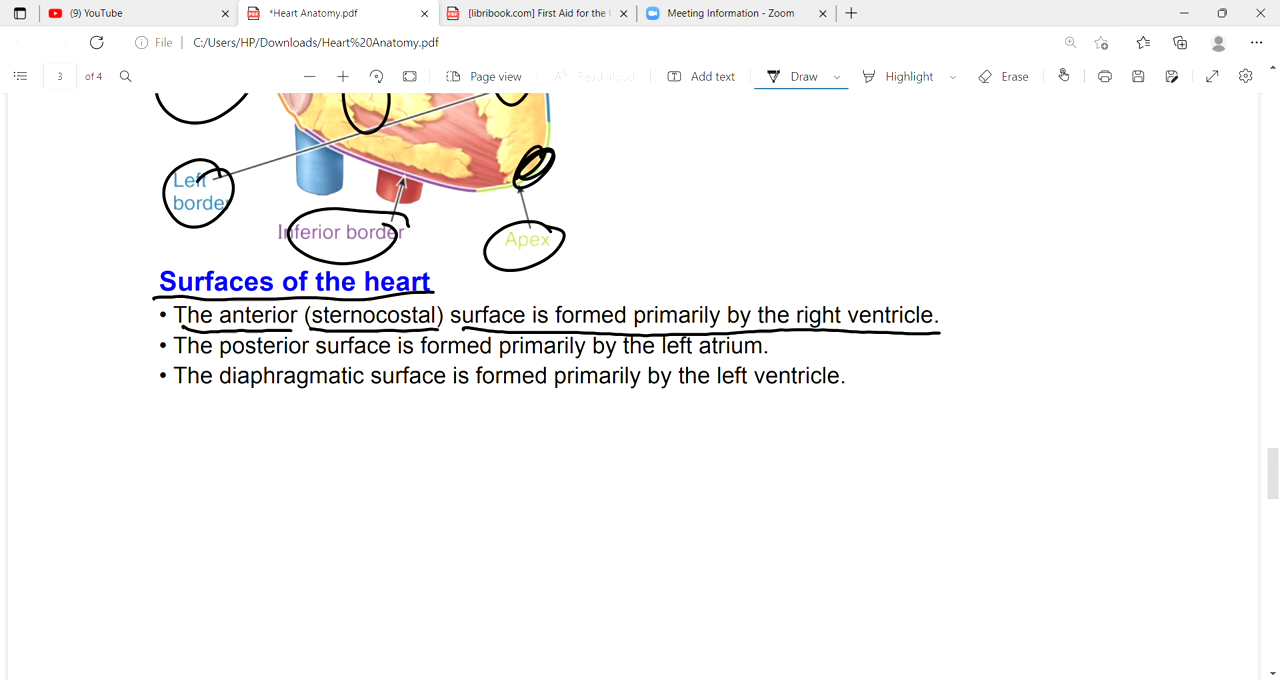 (9) YouTube
*Heart Anatomy.pdf
[libribook.com] First Aid for the
Meeting Information - Zoom
File
C:/Users/HP/Downloads/Heart%20Anatomy.pdf
3 of 4
Page view
Read aloud
Add text
Draw
Highlight
Erase
Left
border
Inferior border
Apex
Surfaces of the heart
• The anterior (sternocostal) surface is formed primarily by the right ventricle.
• The posterior surface is formed primarily by the left atrium.
• The diaphragmatic surface is formed primarily by the left ventricle.